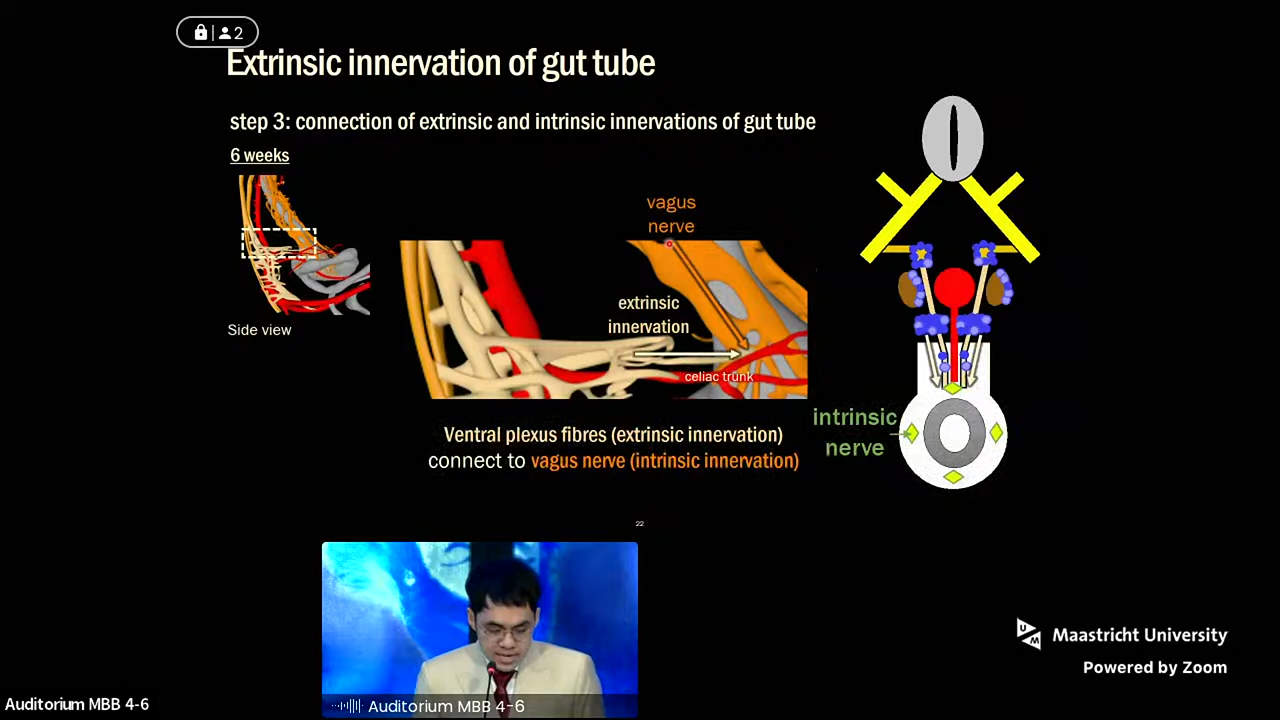 2
Extrinsic innervation of gut tube
step 3: connection of extrinsic and intrinsic innervations of gut tube
6 weeks
vagus
nerve
extrinsic
innervation
Side view
celiac trunk
intrinsic
nerve
Ventral plexus fibres (extrinsic innervation)
connect to vagus nerve (intrinsic innervation)
22
UM Maastricht University
Powered by Zoom
Auditorium MBB 4-6
Auditorium MBB 4-6